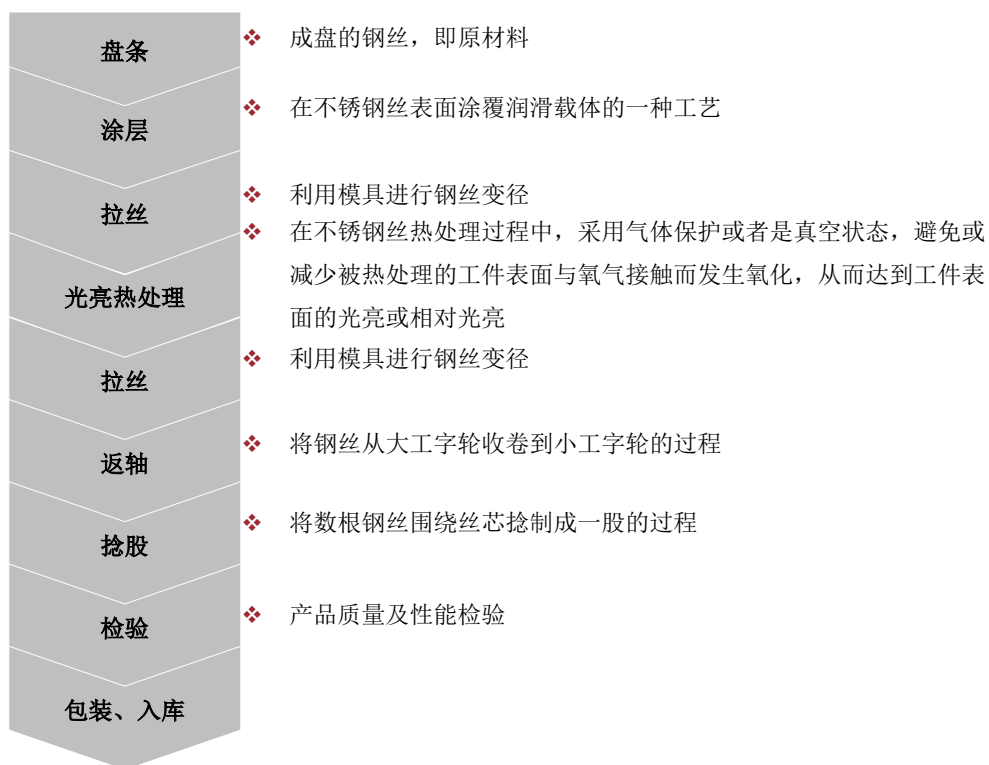 盘条
成盘的钢丝，即原材料
涂层
在不锈钢丝表面涂覆润滑载体的一种工艺
拉丝
利用模具进行钢丝变径
光亮热处理
在不锈钢丝热处理过程中，采用气体保护或者是真空状态，避免或
减少被热处理的工件表面与氧气接触而发生氧化，从而达到工件表
面的光亮或相对光亮
拉丝
利用模具进行钢丝变径
返轴
将钢丝从大工字轮收卷到小工字轮的过程
捻股
将数根钢丝围绕丝芯捻制成一股的过程
检验
产品质量及性能检验
包装、入库